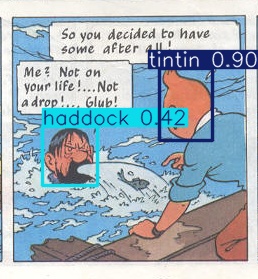 So you decided to have
some after all!
Me? Not on
your life!...Not
a drop!... Glub!
tintin 0.90
haddock 0.42